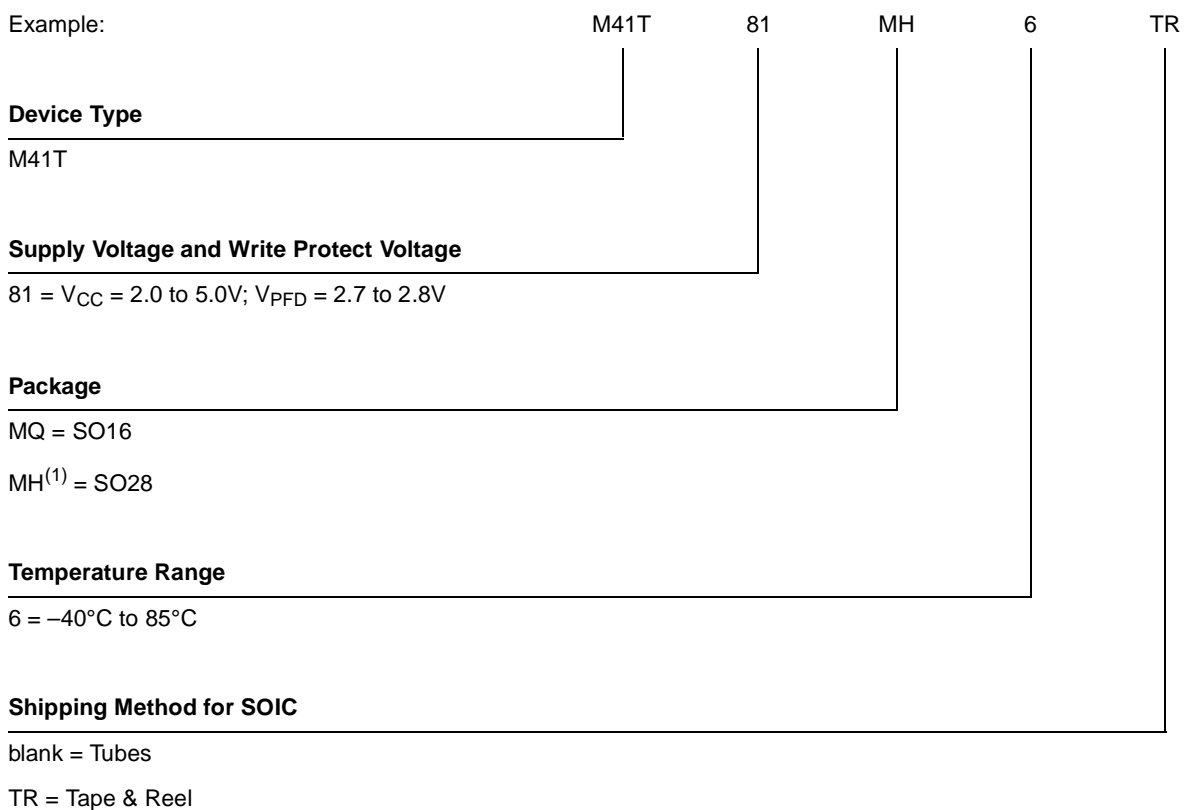 Example: M41T 81 MH 6 TR
Device Type
M41T
Supply Voltage and Write Protect Voltage
81 = VCC = 2.0 to 5.0V; VPFD = 2.7 to 2.8V
Package
MQ = SO16
MH(1) = SO28
Temperature Range
6 = –40°C to 85°C
Shipping Method for SOIC
blank = Tubes
TR = Tape & Reel